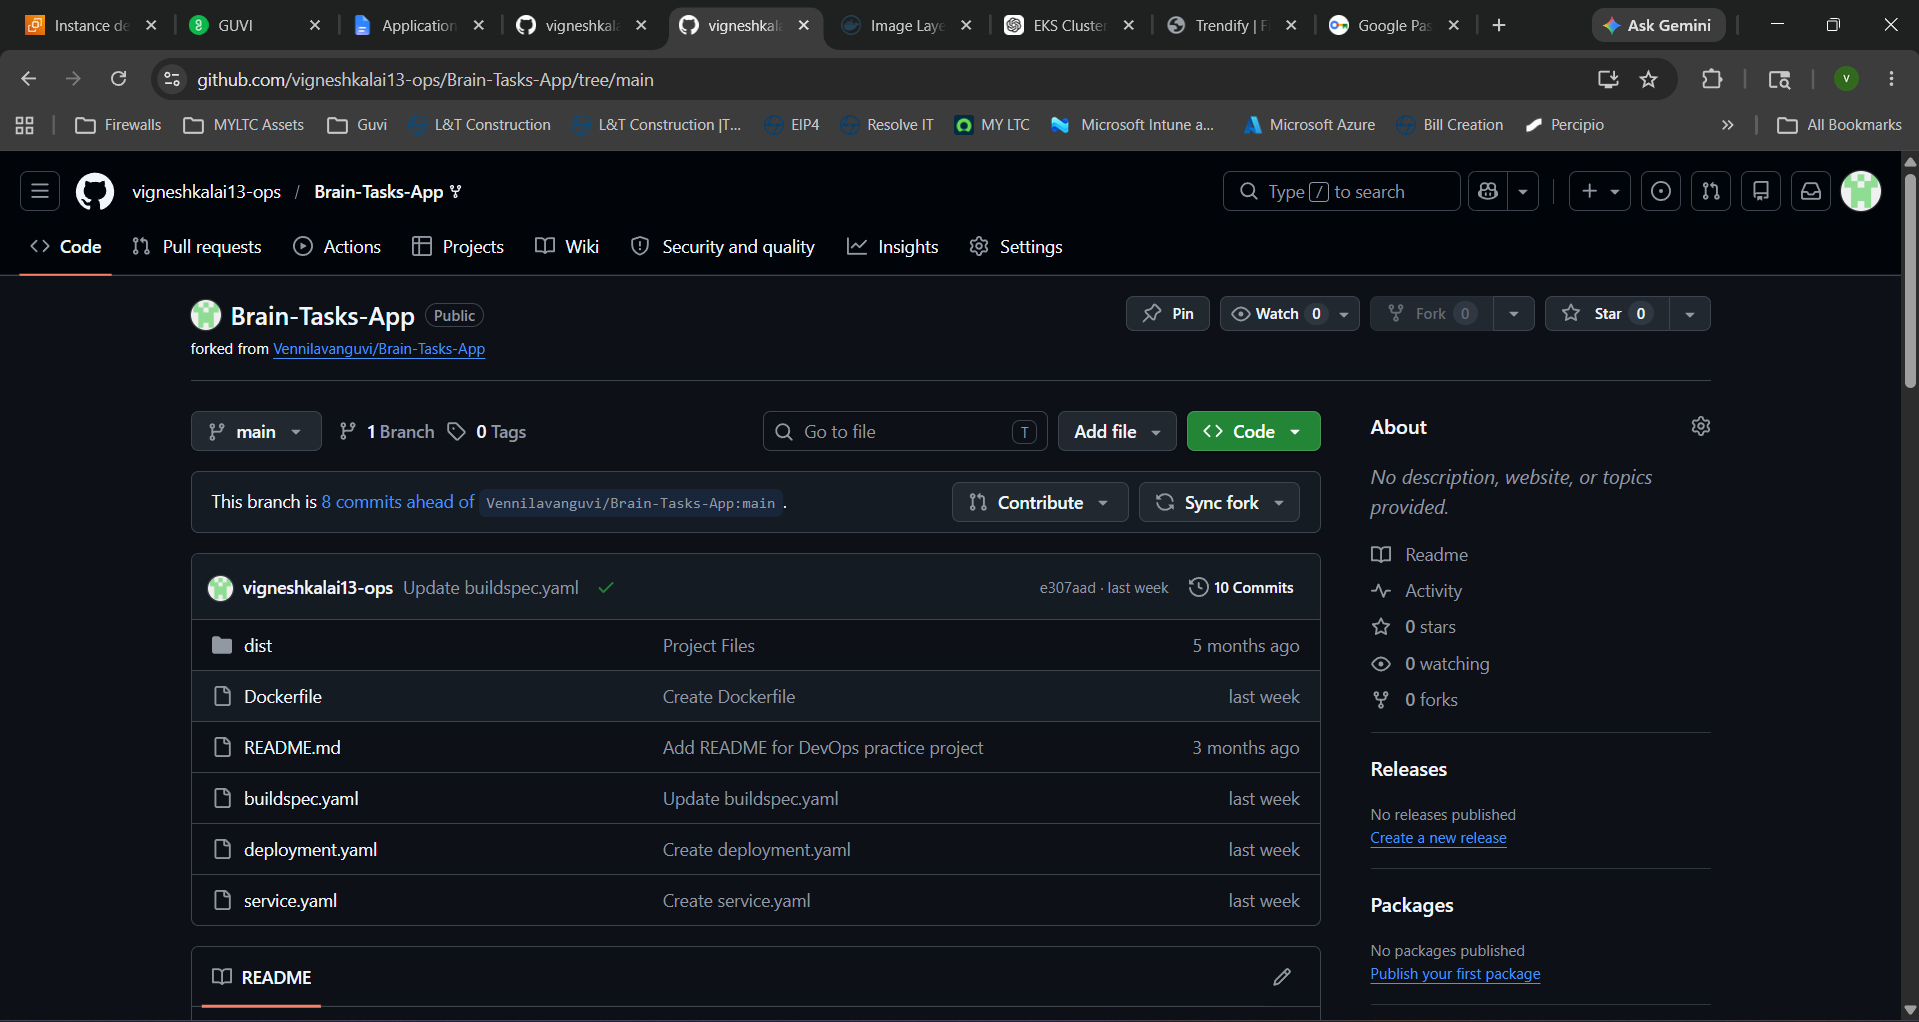 Instance de
GUVI
Application
vigneshkala
vigneshkala
Image Laye
EKS Cluster
Trendify | F
Google Pas
Ask Gemini
github.com/vigneshkalai13-ops/Brain-Tasks-App/tree/main
V
Firewalls
MYLTC Assets
Guvi
L&T Construction
L&T Construction |T...
EIP4
Resolve IT
MY LTC
Microsoft Intune a...
Microsoft Azure
Bill Creation
Percipio
»
All Bookmarks
vigneshkalai13-ops / Brain-Tasks-App
Type / to search
Code
Pull requests
Actions
Projects
Wiki
Security and quality
Insights
Settings
Brain-Tasks-App Public
Pin
Watch 0
Fork 0
Star 0
forked from Vennilavanguvi/Brain-Tasks-App
main
1 Branch
0 Tags
Go to file T
Add file
<> Code
This branch is 8 commits ahead of Vennilavanguvi/Brain-Tasks-App:main .
Contribute
Sync fork
vigneshkalai13-ops Update buildspec.yaml
e307aad · last week
10 Commits
dist Project Files 5 months ago
Dockerfile Create Dockerfile last week
README.md Add README for DevOps practice project 3 months ago
buildspec.yaml Update buildspec.yaml last week
deployment.yaml Create deployment.yaml last week
service.yaml Create service.yaml last week
README
About
No description, website, or topics
provided.
Readme
Activity
0 stars
0 watching
0 forks
Releases
No releases published
Create a new release
Packages
No packages published
Publish your first package